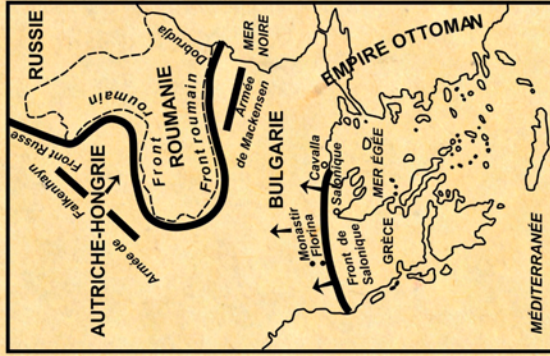 RUSSIE
Front Russe
Falkenhayn
Armée de
AUTRICHE-HONGRIE
roumain
Front
ROUMANIE
Front roumain
Dobrudja
MER
NOIRE
Armée
de Mackensen
BULGARIE
EMPIRE OTTOMAN
Monastir
Florina
Cavalla
Salonique
Front de
Salonique
MER ÉGÉE
GRÈCE
MÉDITERRANÉE